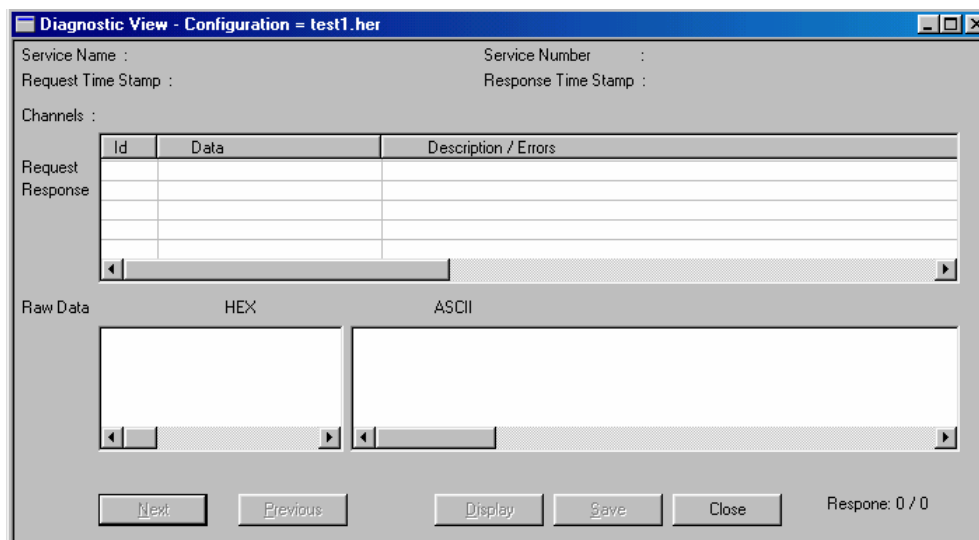 Diagnostic View - Configuration = test1.her
Service Name :
Service Number :
Request Time Stamp :
Response Time Stamp :
Channels :
Id Data Description / Errors
Request
Response
Raw Data HEX ASCII
Next Previous Display Save Close Respone: 0 / 0